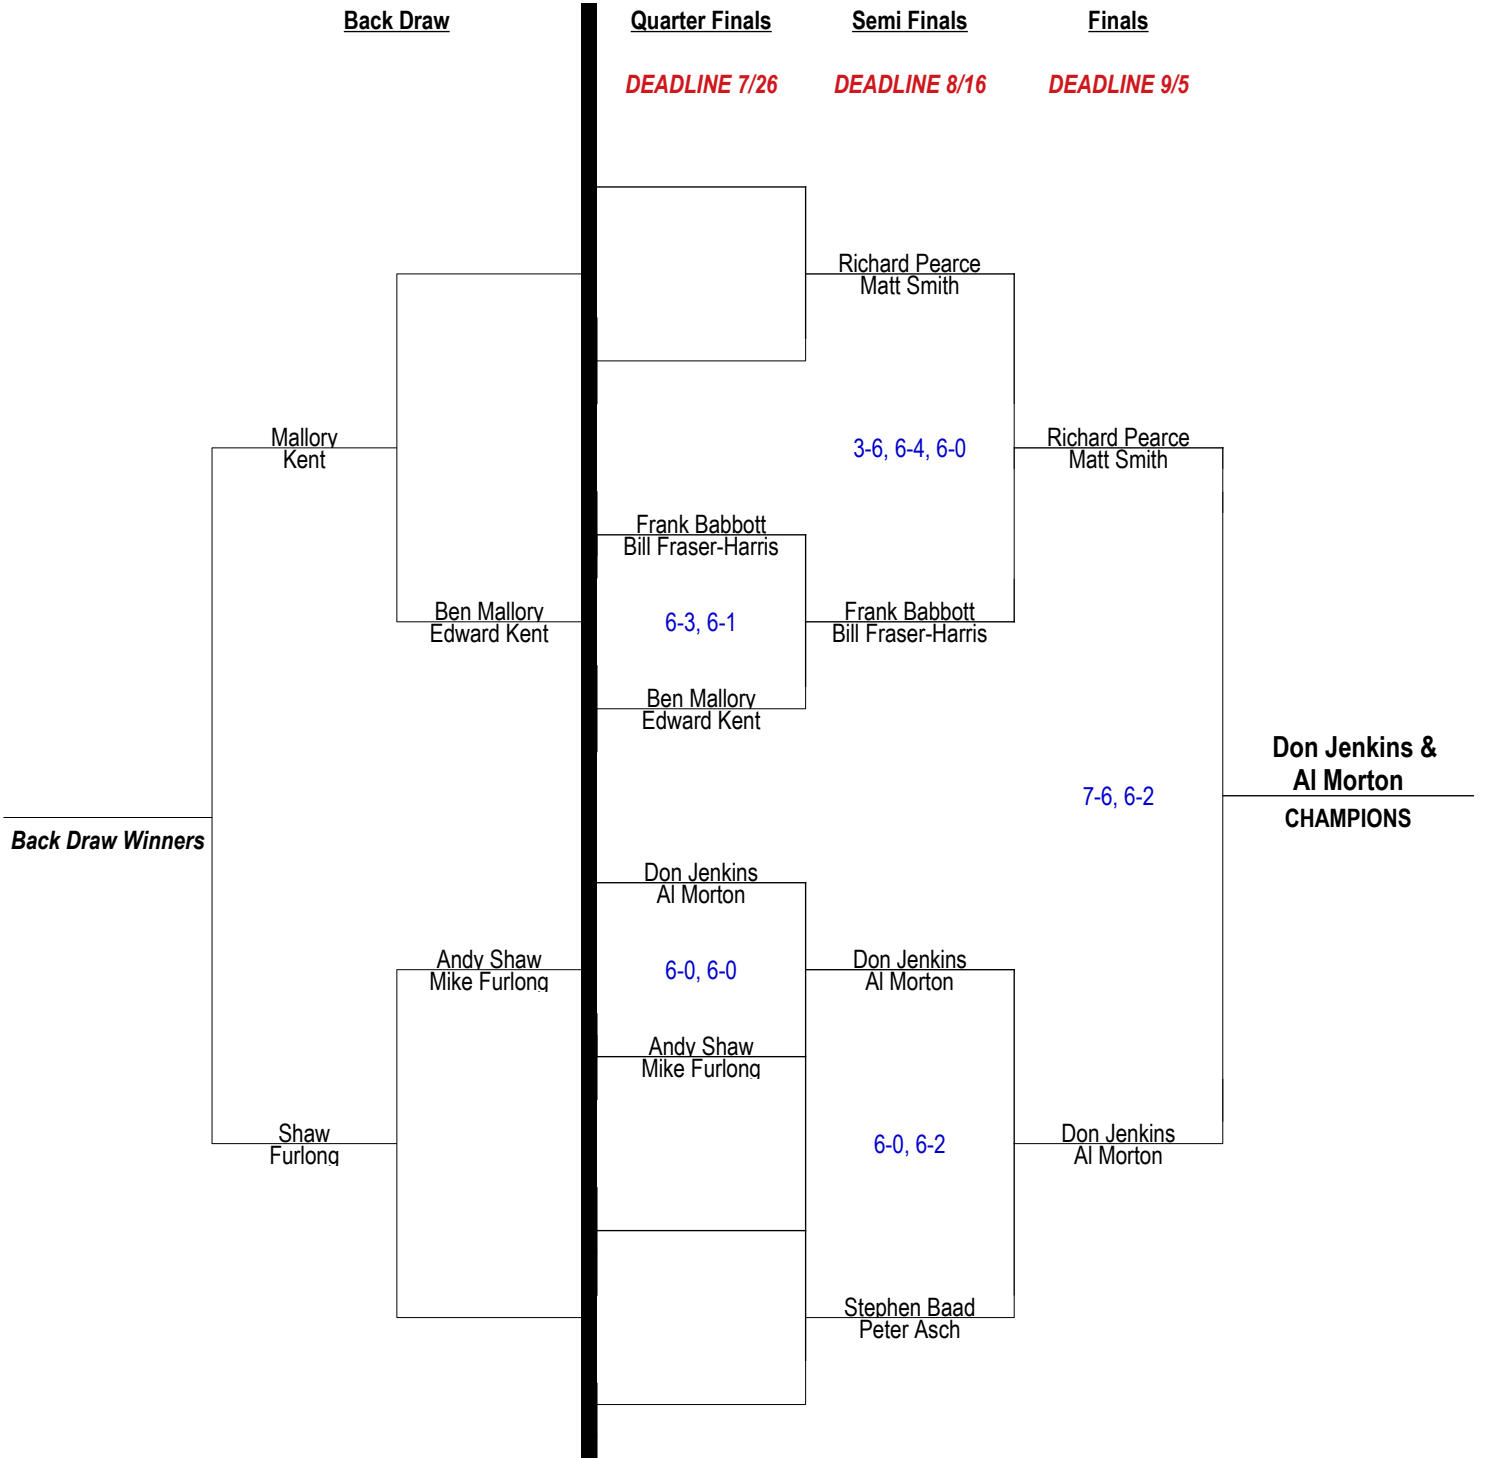 Back Draw
Quarter Finals
Semi Finals
Finals
DEADLINE 7/26
DEADLINE 8/16
DEADLINE 9/5
Richard Pearce
Matt Smith
Mallory
Kent
3-6, 6-4, 6-0
Richard Pearce
Matt Smith
Frank Babbott
Bill Fraser-Harris
Ben Mallory
Edward Kent
6-3, 6-1
Frank Babbott
Bill Fraser-Harris
Ben Mallory
Edward Kent
Don Jenkins &
Al Morton
7-6, 6-2
CHAMPIONS
Back Draw Winners
Don Jenkins
Al Morton
Andy Shaw
Mike Furlong
6-0, 6-0
Don Jenkins
Al Morton
Andy Shaw
Mike Furlong
Shaw
Furlong
6-0, 6-2
Don Jenkins
Al Morton
Stephen Baad
Peter Asch